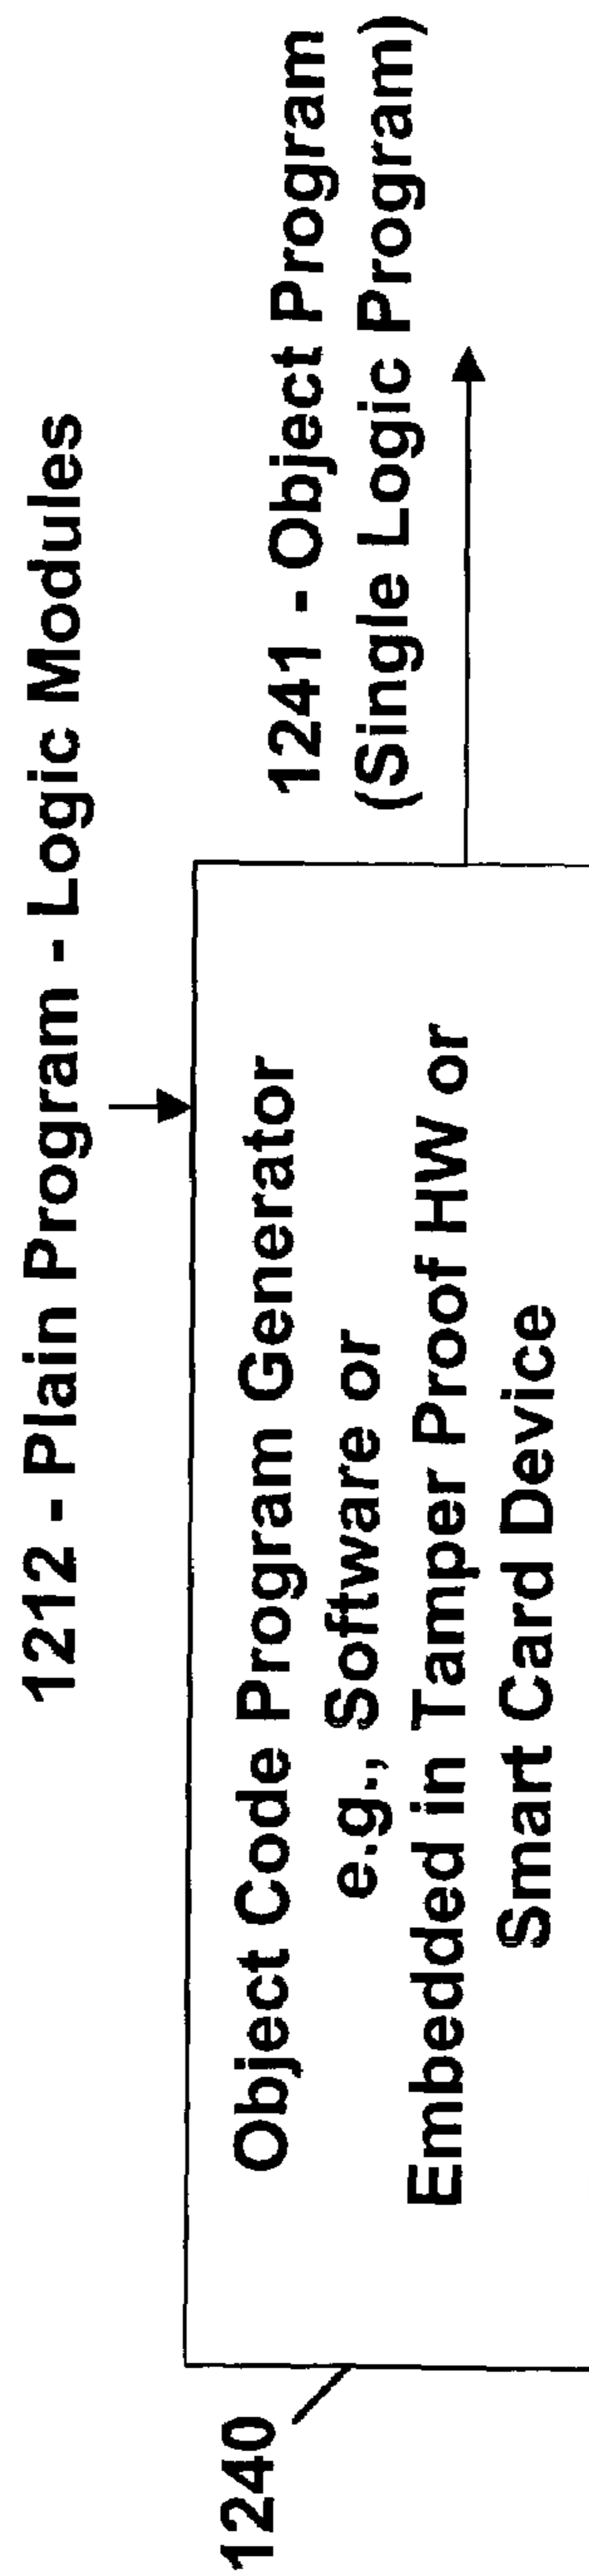 1212 - Plain Program - Logic Modules
1241 - Object Program
(Single Logic Program)
Object Code Program Generator
e.g., Software or
Embedded in Tamper Proof HW or
Smart Card Device
1240